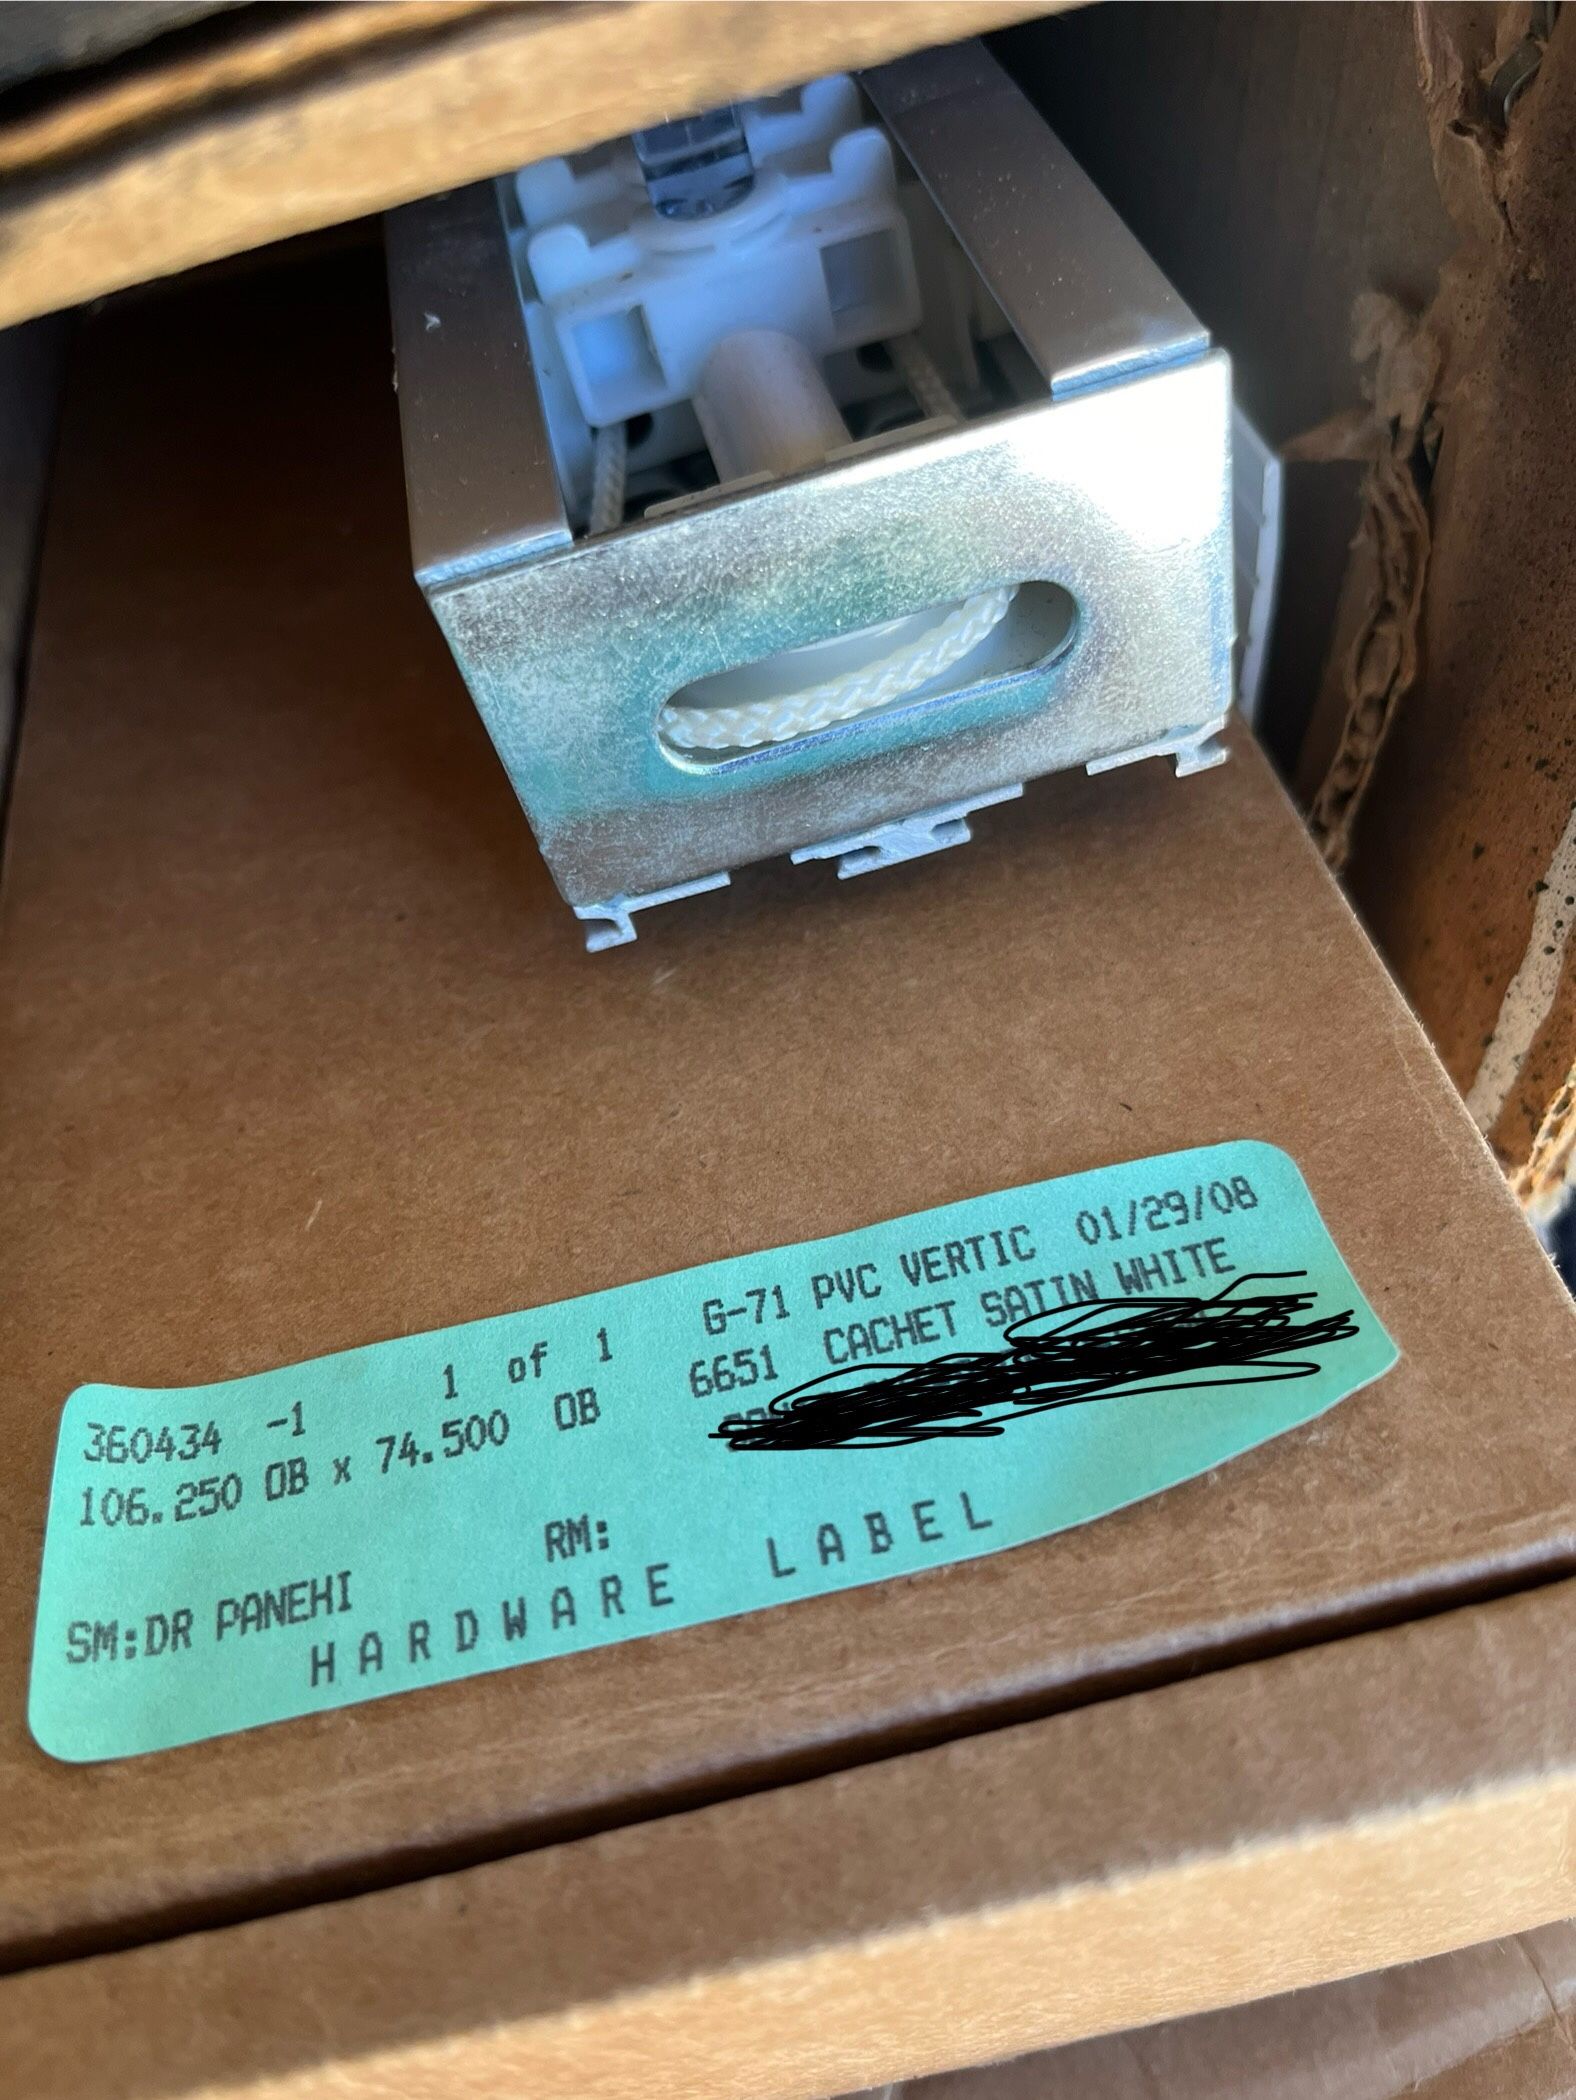 360434 -1 1 of 1 G-71 PVC VERTIC 01/29/08
106.250 OB x 74.500 OB 6651 CACHET SATIN WHITE
RM:
SM:DR PANEHI
HARDWARE LABEL